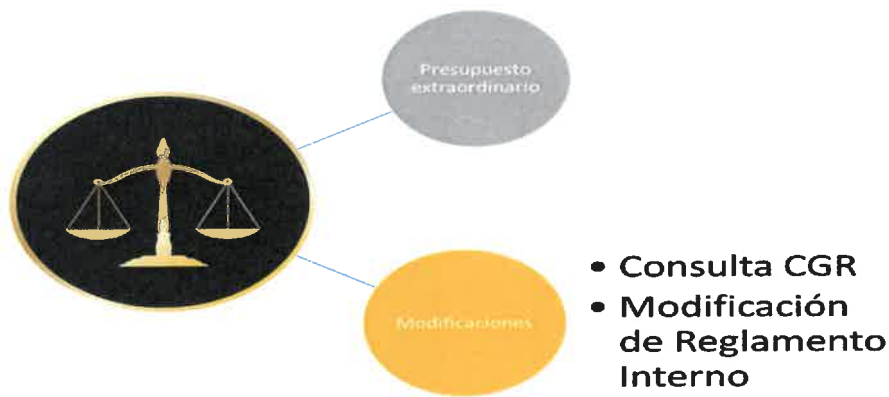 Presupuesto
extraordinario
Modificaciones
• Consulta CGR
• Modificación
de Reglamento
Interno